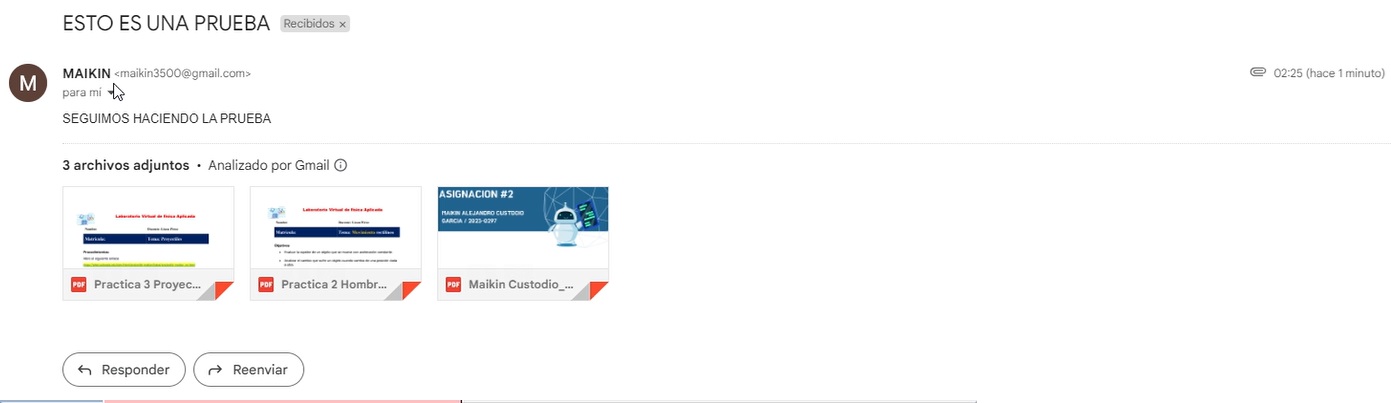 ESTO ES UNA PRUEBA Recibidos ×
M
MAIKIN <maikin3500@gmail.com> 02:25 (hace 1 minuto)
para mí
SEGUIMOS HACIENDO LA PRUEBA
3 archivos adjuntos • Analizado por Gmail
Laboratorio Virtual de Física Aplicada
Matrícula: Tema: Proyectiles
Procedimientos
Laboratorio Virtual de Física Aplicada
Matrícula: Tema: Movimiento rectilíneo
Objetivos
ASIGNACION #2
MAIKIN ALEJANDRO CUSTODIO
GARCIA / 2023-0297
PDF Practica 3 Proyec...
PDF Practica 2 Hombr...
PDF Maikin Custodio_...
Responder
Reenviar